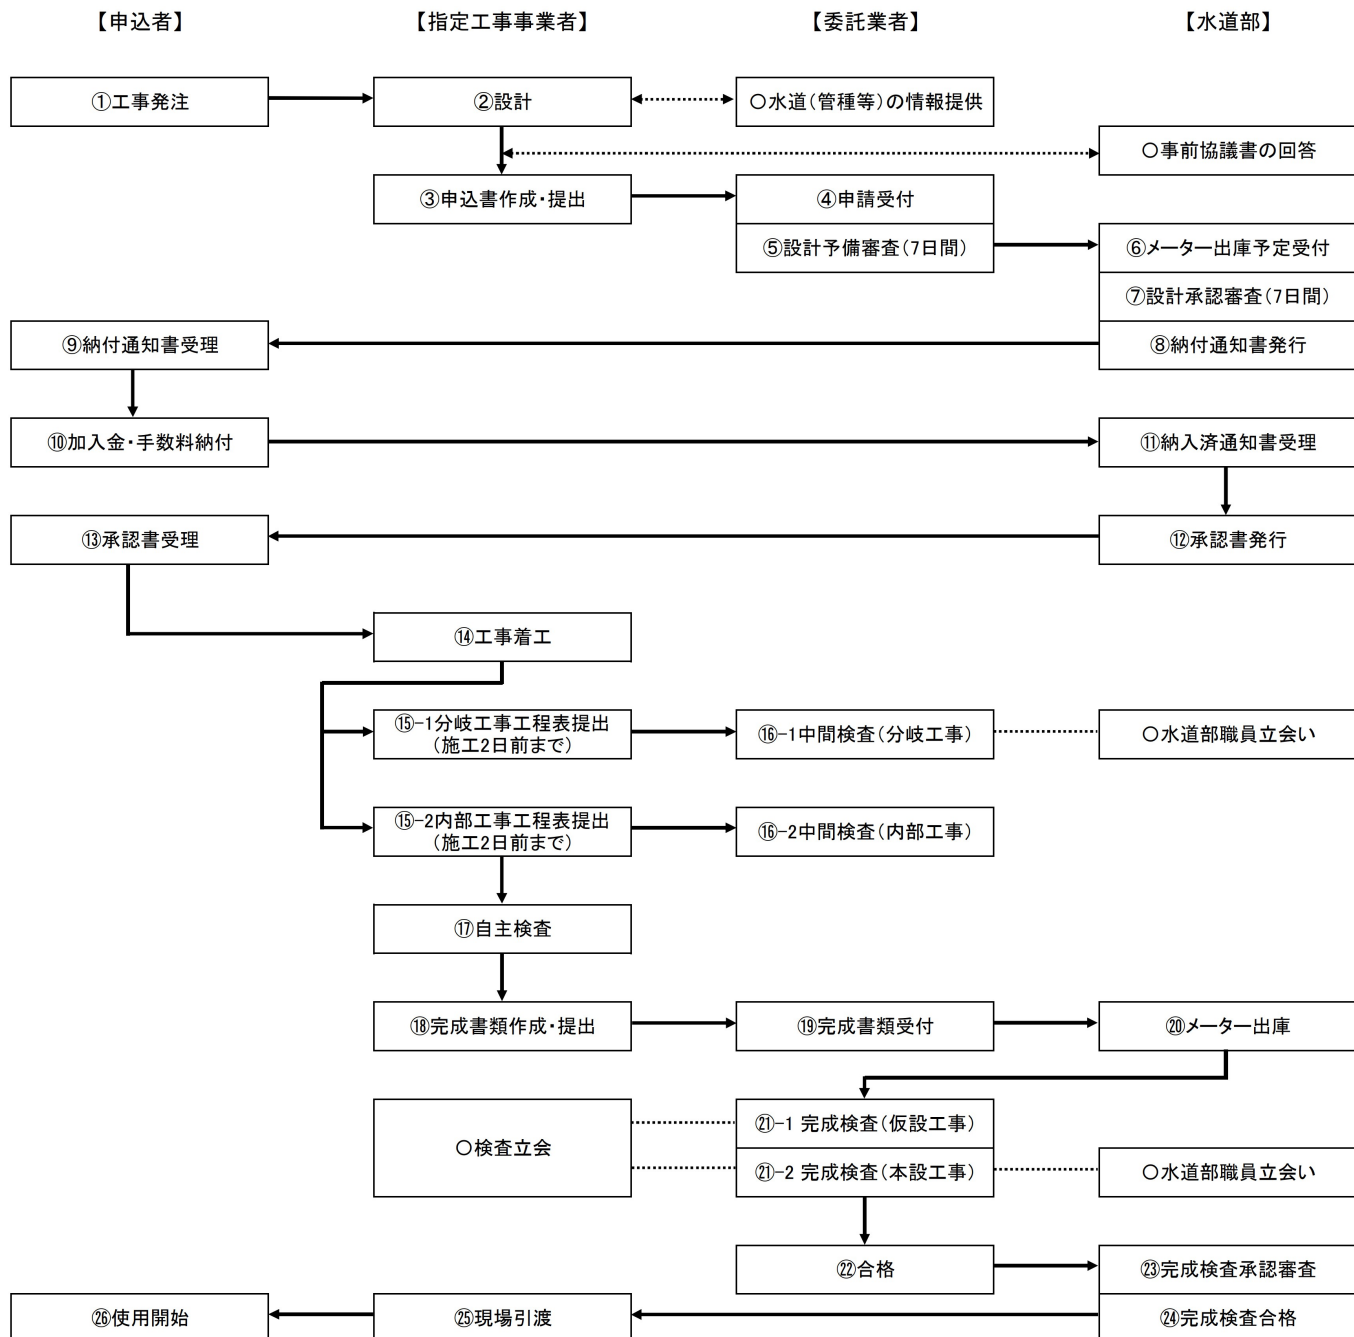 【申込者】
【指定工事事業者】
【委託業者】
【水道部】
①工事発注
②設計
○水道(管種等)の情報提供
○事前協議書の回答
③申込書作成・提出
④申請受付
⑤設計予備審査(7日間)
⑥メーター出庫予定受付
⑦設計承認審査(7日間)
⑨納付通知書受理
⑧納付通知書発行
⑩加入金・手数料納付
⑪納入済通知書受理
⑬承認書受理
⑫承認書発行
⑭工事着工
⑮-1分岐工事工程表提出
(施工2日前まで)
⑯-1中間検査(分岐工事)
○水道部職員立会い
⑮-2内部工事工程表提出
(施工2日前まで)
⑯-2中間検査(内部工事)
⑰自主検査
⑱完成書類作成・提出
⑲完成書類受付
⑳メーター出庫
○検査立会
㉑-1 完成検査(仮設工事)
㉑-2 完成検査(本設工事)
○水道部職員立会い
㉒合格
㉓完成検査承認審査
㉖使用開始
㉕現場引渡
㉔完成検査合格